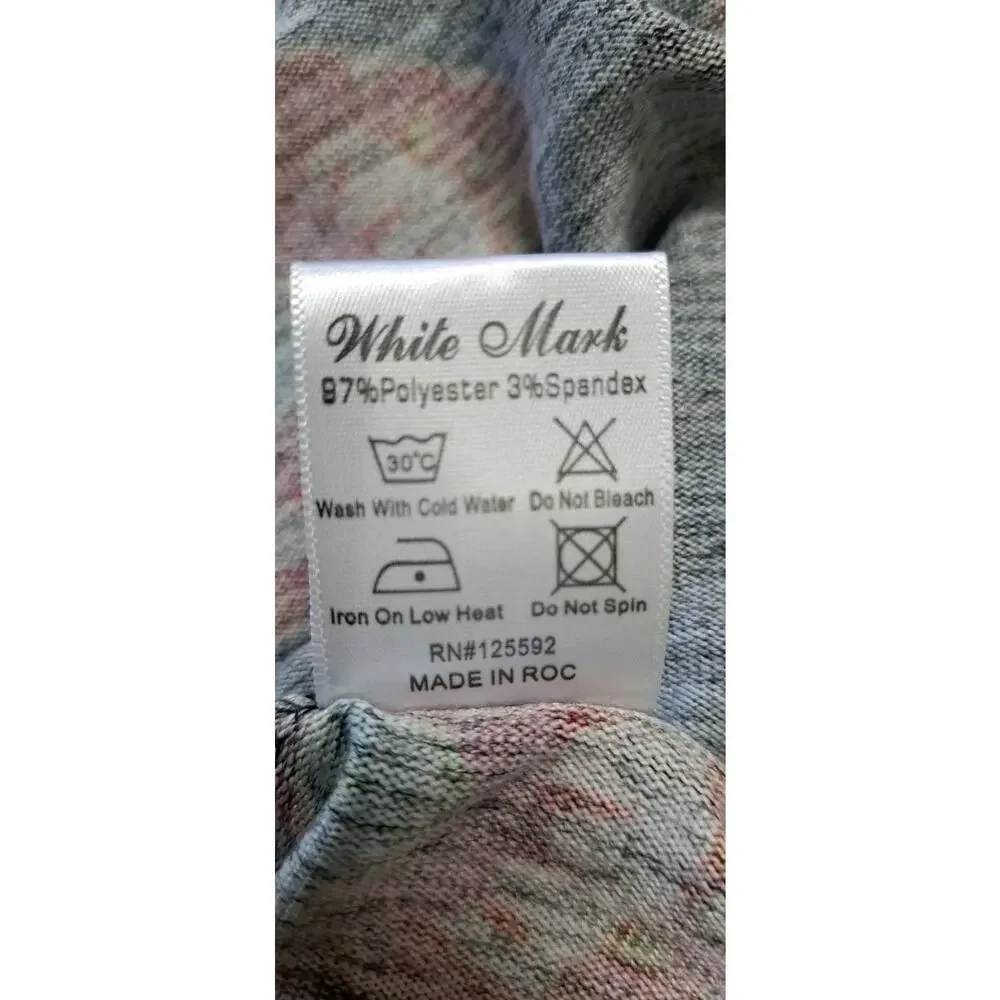 White Mark
97%Polyester 3%Spandex
30°C
Wash With Cold Water Do Not Bleach
Iron On Low Heat Do Not Spin
RN#125592
MADE IN ROC